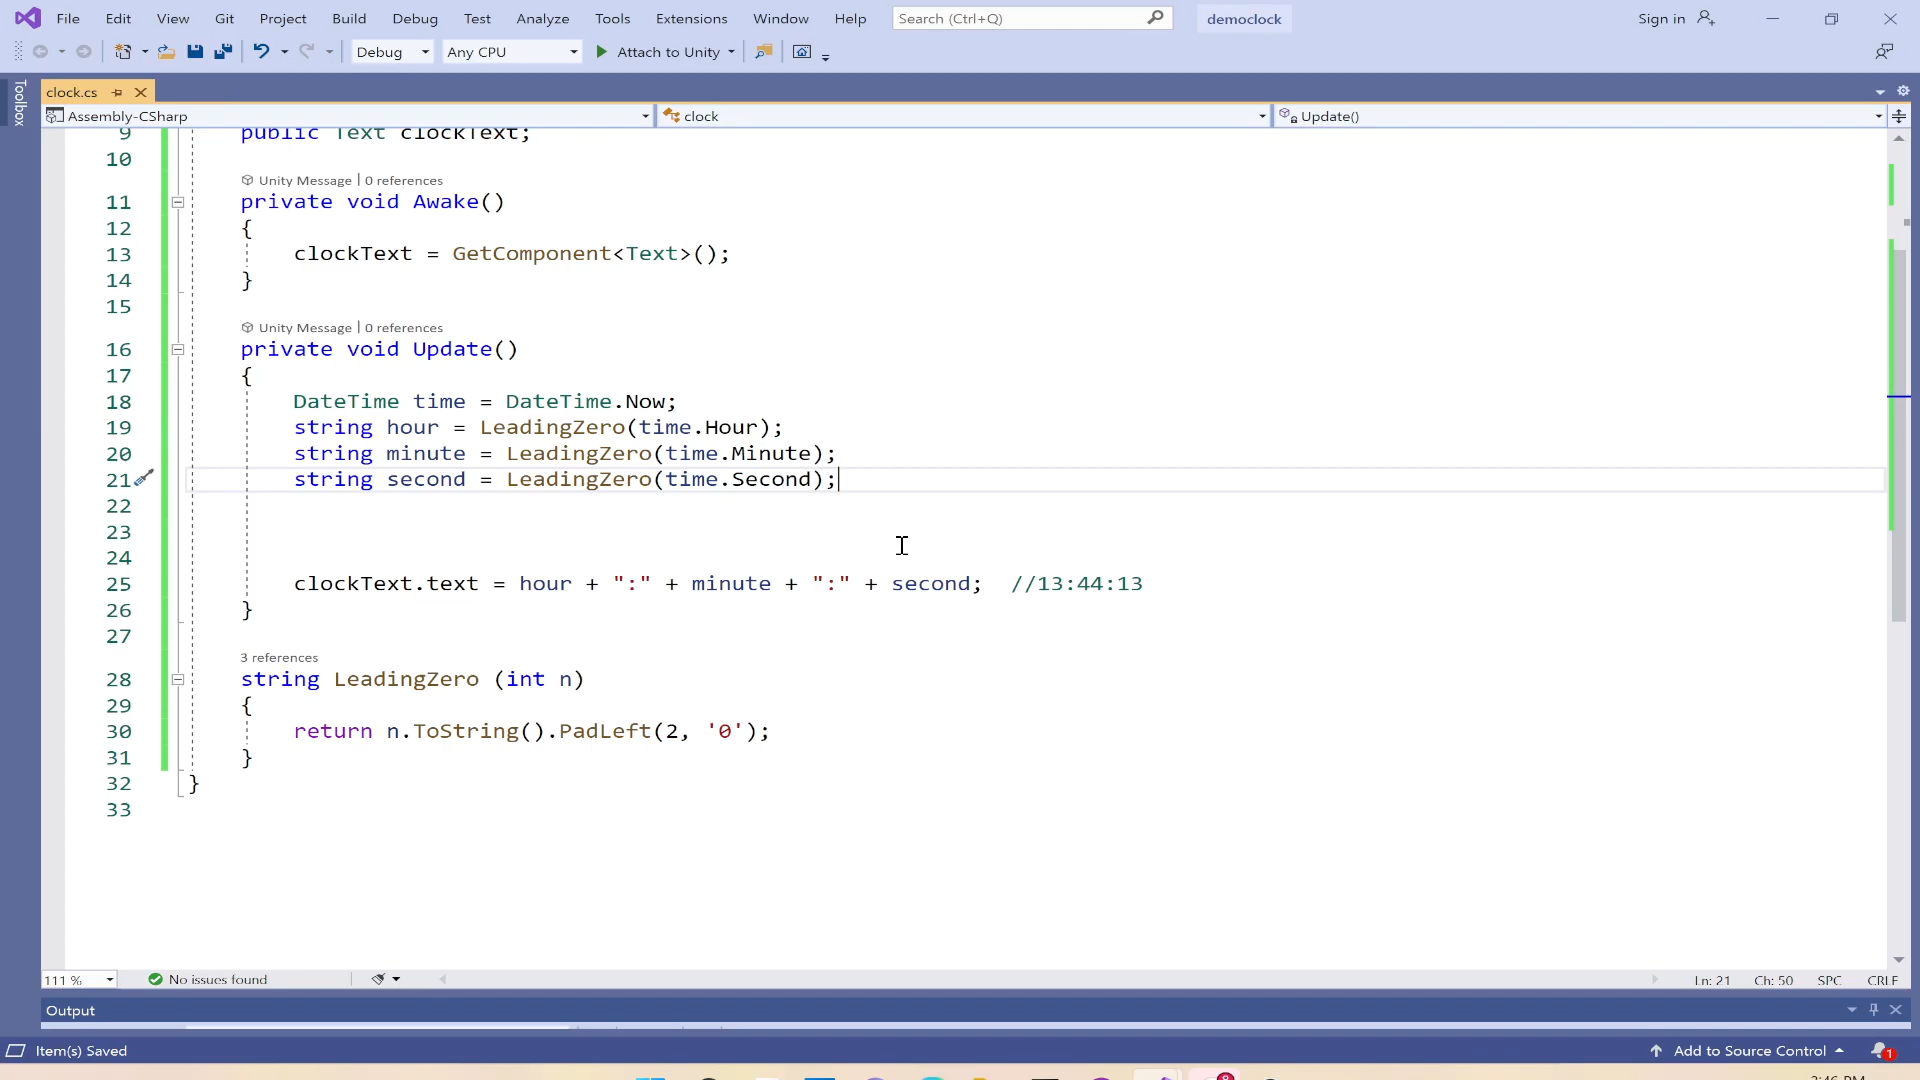 File Edit View Git Project Build Debug Test Analyze Tools Extensions Window Help Search (Ctrl+Q) democlock Sign in
Debug Any CPU Attach to Unity
Toolbox
clock.cs
Assembly-CSharp clock Update()
9 public Text clockText;
10
Unity Message | 0 references
11 private void Awake()
12 {
13 clockText = GetComponent<Text>();
14 }
15
Unity Message | 0 references
16 private void Update()
17 {
18 DateTime time = DateTime.Now;
19 string hour = LeadingZero(time.Hour);
20 string minute = LeadingZero(time.Minute);
21 string second = LeadingZero(time.Second);
22
23
24
25 clockText.text = hour + ":" + minute + ":" + second; //13:44:13
26 }
27
3 references
28 string LeadingZero (int n)
29 {
30 return n.ToString().PadLeft(2, '0');
31 }
32 }
33
111 % No issues found Ln: 21 Ch: 50 SPC CRLF
Output
Item(s) Saved Add to Source Control 1